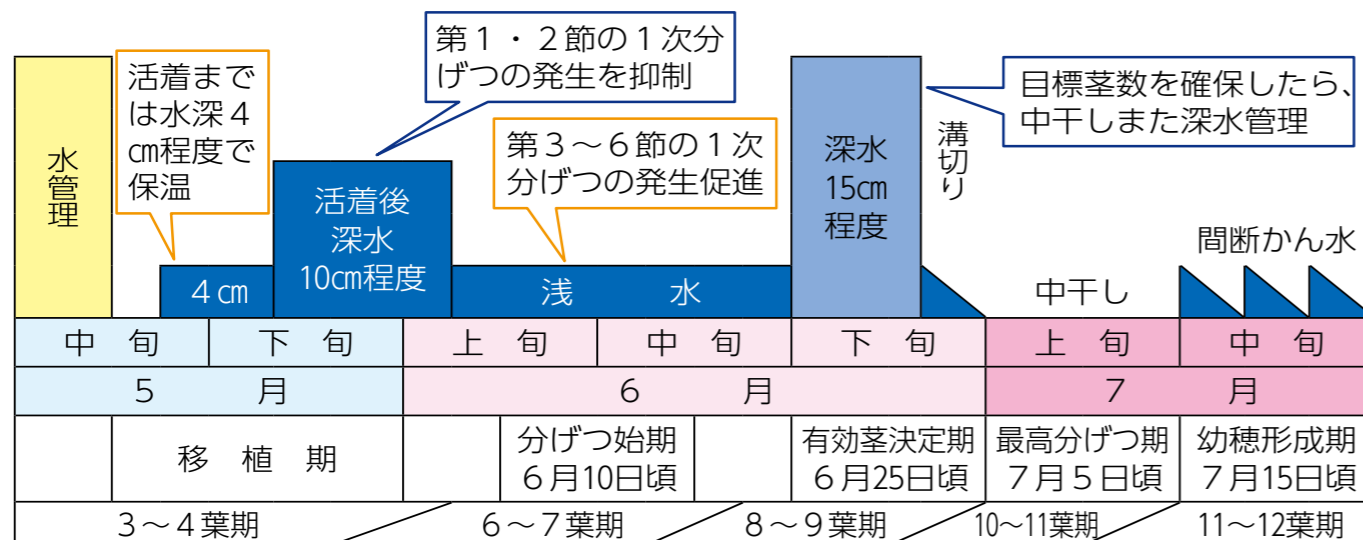 第１・２節の１次分
げつの発生を抑制
活着まで
は水深４
㎝程度で
保温
目標茎数を確保したら、
中干しまた深水管理
第３～６節の１次
分げつの発生促進
水管理
４㎝
活着後
深水
10㎝程度
浅水
深水
15㎝
程度
溝切り
中干し
間断かん水
中旬 下旬 上旬 中旬 下旬 上旬 中旬
５月 ６月 ７月
移植期
分げつ始期
６月10日頃
有効茎決定期
６月25日頃
最高分げつ期
７月５日頃
幼穂形成期
７月15日頃
３～４葉期 ６～７葉期 ８～９葉期 10～11葉期 11～12葉期